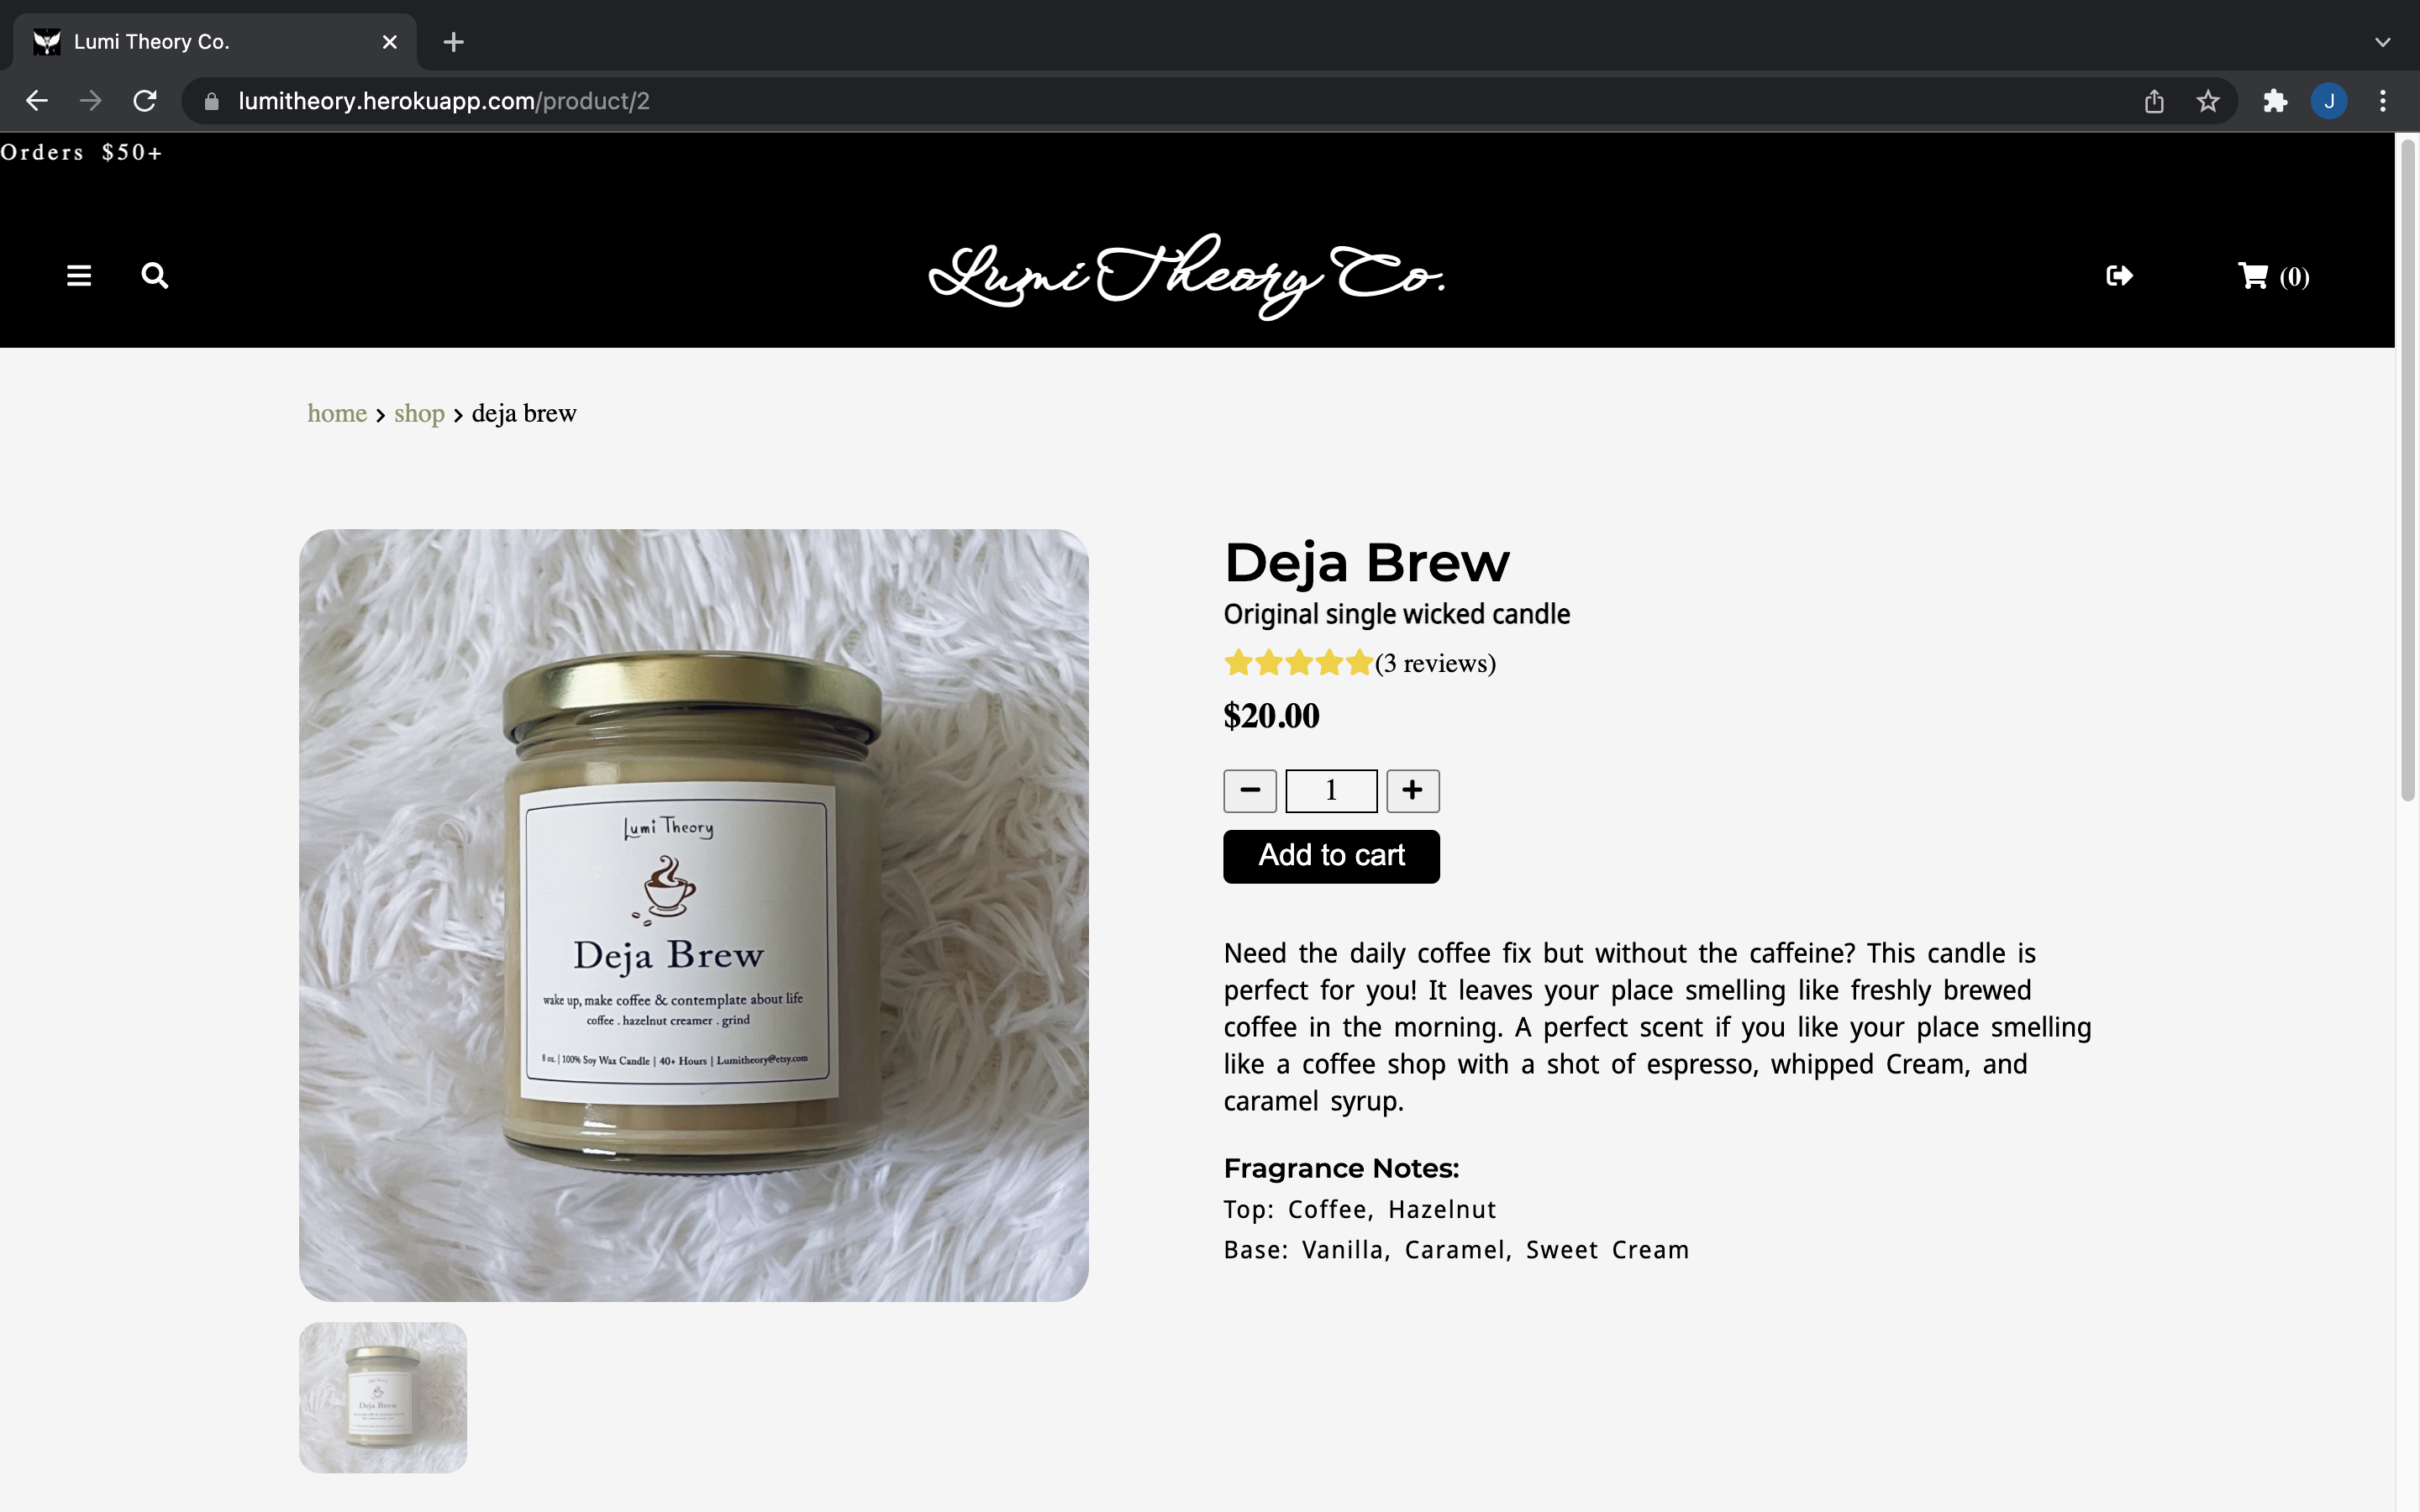 Lumi Theory Co.
lumitheory.herokuapp.com/product/2
J
Orders $50+
Lumi Theory Co.
(0)
home > shop > deja brew
Lumi Theory
Deja Brew
wake up, make coffee & contemplate about life
coffee . hazelnut creamer . grind
8 oz. | 100% Soy Wax Candle | 40+ Hours | Lumitheory@etsy.com
Deja Brew
Original single wicked candle
(3 reviews)
$20.00
1
Add to cart
Need the daily coffee fix but without the caffeine? This candle is
perfect for you! It leaves your place smelling like freshly brewed
coffee in the morning. A perfect scent if you like your place smelling
like a coffee shop with a shot of espresso, whipped Cream, and
caramel syrup.
Fragrance Notes:
Top: Coffee, Hazelnut
Base: Vanilla, Caramel, Sweet Cream
Deja Brew